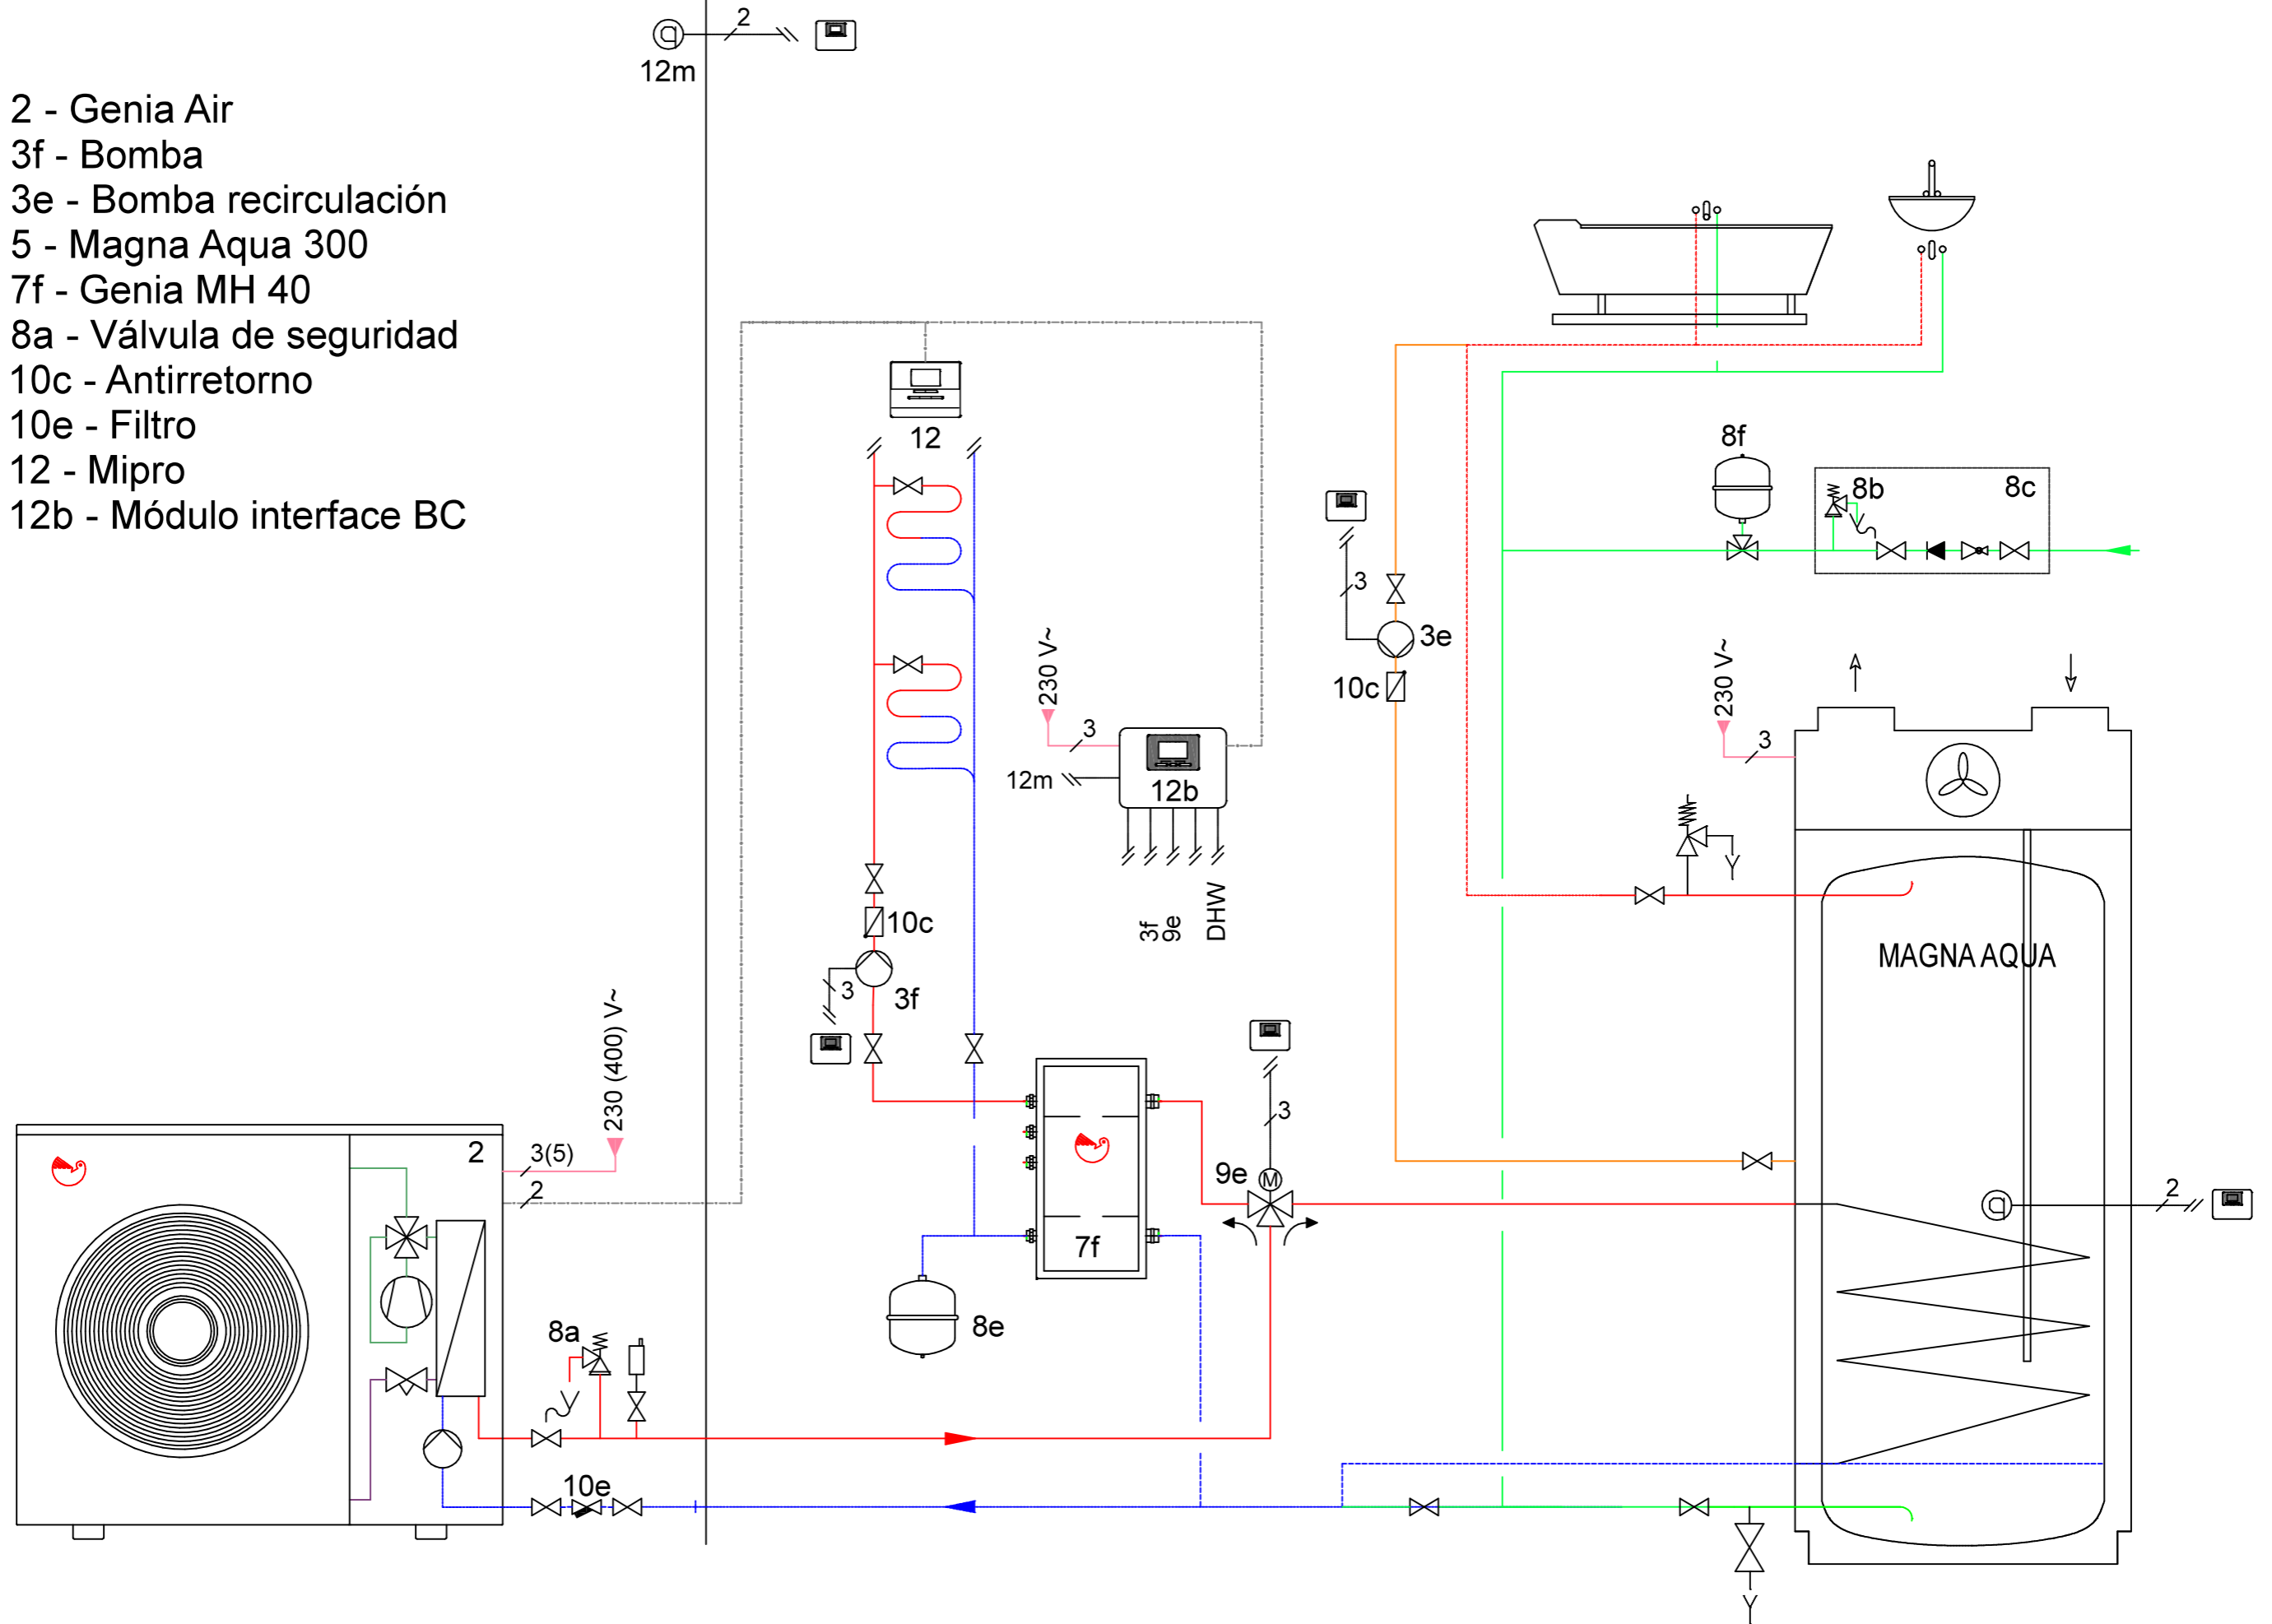 2
12m
2 - Genia Air
3f - Bomba
3e - Bomba recirculación
5 - Magna Aqua 300
7f - Genia MH 40
8a - Válvula de seguridad
10c - Antirretorno
10e - Filtro
12 - Mipro
12b - Módulo interface BC
12
8f
8b
8c
3
3e
10c
230 V~
3
12m
12b
3f
9e
DHW
230 V~
3
10c
3
3f
MAGNA AQUA
230 (400) V~
2
3(5)
2
3
9e
M
7f
2
8e
8a
10e